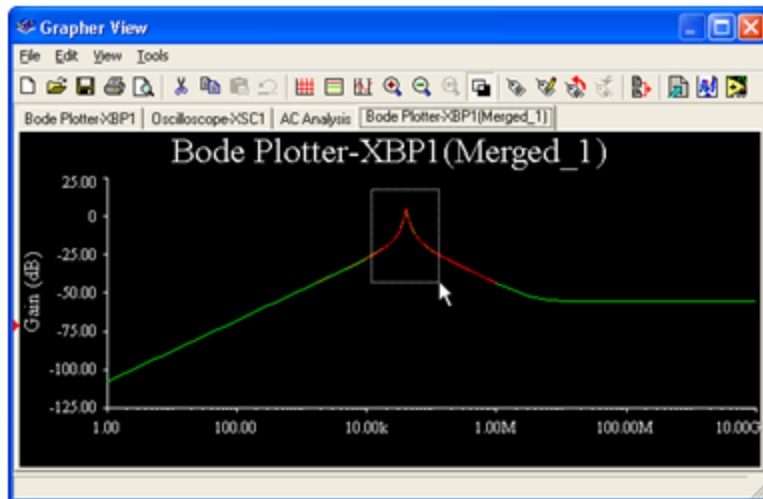 Grapher View
File Edit View Tools
Bode Plotter-XBP1 Oscilloscope-XSC1 AC Analysis Bode Plotter-XBP1(Merged_1)
Bode Plotter-XBP1(Merged_1)
25.00
0
-25.00
-50.00
-75.00
-100.00
-125.00
Gain (dB)
1.00 100.00 10.00k 1.00M 100.00M 10.00G